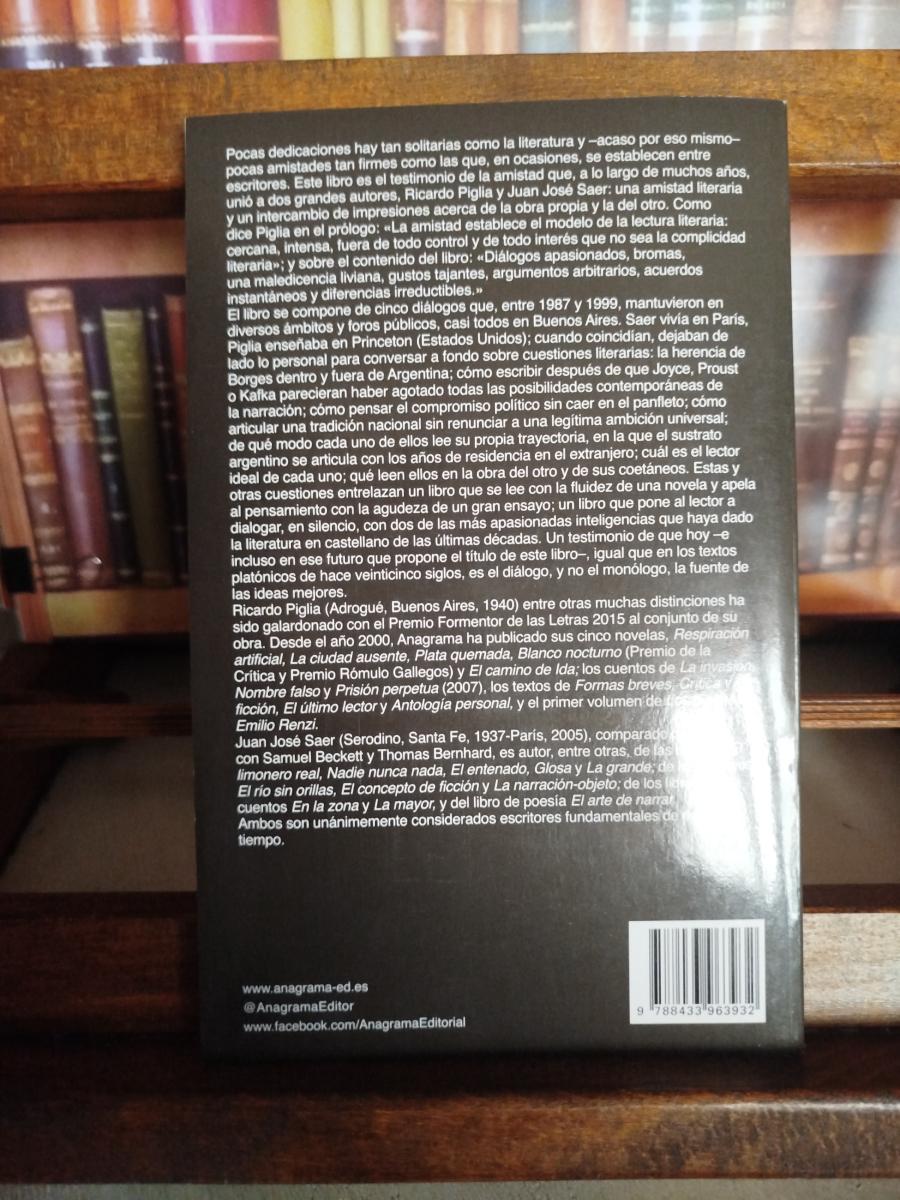 Pocas dedicaciones hay tan solitarias como la literatura y –acaso por eso mismo–
pocas amistades tan firmes como las que, en ocasiones, se establecen entre
escritores. Este libro es el testimonio de la amistad que, a lo largo de muchos años,
unió a dos grandes autores, Ricardo Piglia y Juan José Saer: una amistad literaria
y un intercambio de impresiones acerca de la obra propia y la del otro. Como
dice Piglia en el prólogo: «La amistad establece el modelo de la lectura literaria:
cercana, intensa, fuera de todo control y de todo interés que no sea la complicidad
literaria»; y sobre el contenido del libro: «Diálogos apasionados, bromas,
una maledicencia liviana, gustos tajantes, argumentos arbitrarios, acuerdos
instantáneos y diferencias irreductibles.»
El libro se compone de cinco diálogos que, entre 1987 y 1999, mantuvieron en
diversos ámbitos y foros públicos, casi todos en Buenos Aires. Saer vivía en París,
Piglia enseñaba en Princeton (Estados Unidos); cuando coincidían, dejaban de
lado lo personal para conversar a fondo sobre cuestiones literarias: la herencia de
Borges dentro y fuera de Argentina; cómo escribir después de que Joyce, Proust
o Kafka parecieran haber agotado todas las posibilidades contemporáneas de
la narración; cómo pensar el compromiso político sin caer en el panfleto; cómo
articular una tradición nacional sin renunciar a una legítima ambición universal;
de qué modo cada uno de ellos lee su propia trayectoria, en la que el sustrato
argentino se articula con los años de residencia en el extranjero; cuál es el lector
ideal de cada uno; qué leen ellos en la obra del otro y de sus coetáneos. Estas y
otras cuestiones entrelazan un libro que se lee con la fluidez de una novela y apela
al pensamiento con la agudeza de un gran ensayo; un libro que pone al lector a
dialogar, en silencio, con dos de las más apasionadas inteligencias que haya dado
la literatura en castellano de las últimas décadas. Un testimonio de que hoy –e
incluso en ese futuro que propone el título de este libro–, igual que en los textos
platónicos de hace veinticinco siglos, es el diálogo, y no el monólogo, la fuente de
las ideas mejores.
Ricardo Piglia (Adrogué, Buenos Aires, 1940) entre otras muchas distinciones ha
sido galardonado con el Premio Formentor de las Letras 2015 al conjunto de su
obra. Desde el año 2000, Anagrama ha publicado sus cinco novelas, Respiración
artificial, La ciudad ausente, Plata quemada, Blanco nocturno (Premio de la
Crítica y Premio Rómulo Gallegos) y El camino de Ida; los cuentos de La invasión,
Nombre falso y Prisión perpetua (2007), los textos de Formas breves, Crítica y
ficción, El último lector y Antología personal, y el primer volumen de
Emilio Renzi.
Juan José Saer (Serodino, Santa Fe, 1937-París, 2005), comparado
con Samuel Beckett y Thomas Bernhard, es autor, entre otras, de las
limonero real, Nadie nunca nada, El entenado, Glosa y La grande; de
El río sin orillas, El concepto de ficción y La narración-objeto; de los
cuentos En la zona y La mayor, y del libro de poesía El arte de narrar
Ambos son unánimemente considerados escritores fundamentales de
tiempo.
www.anagrama-ed.es
@AnagramaEditor
www.facebook.com/AnagramaEditorial
9 788433 963932